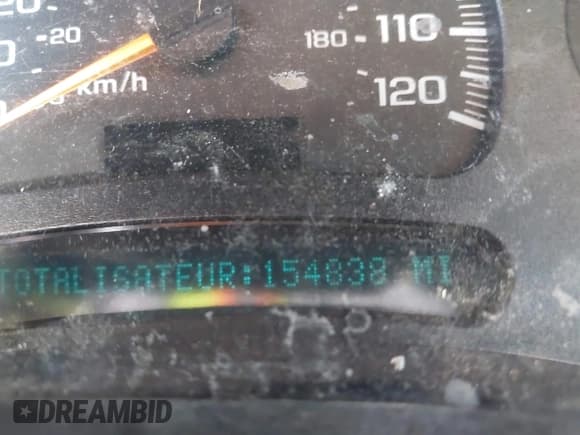 20
20
180
110
km/h
120
TOTALISATEUR:154838 MI
DREAMBID